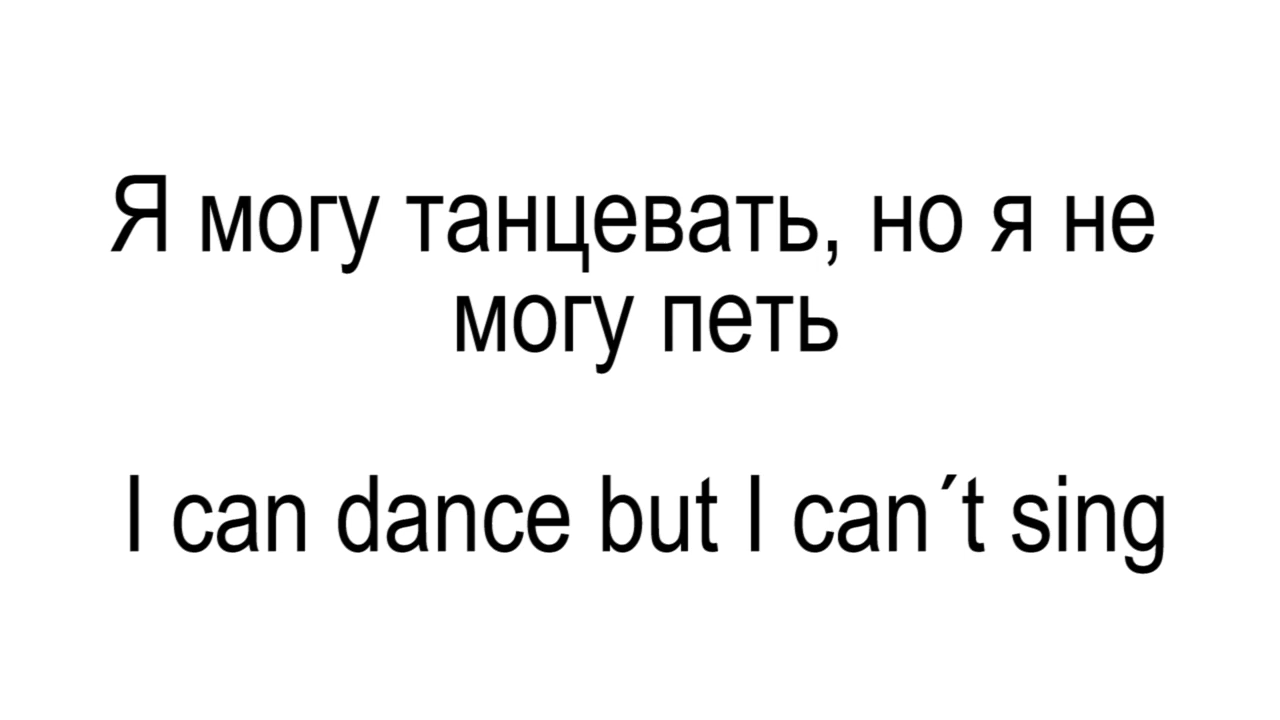 Я могу танцевать, но я не
могу петь
I can dance but I can´t sing